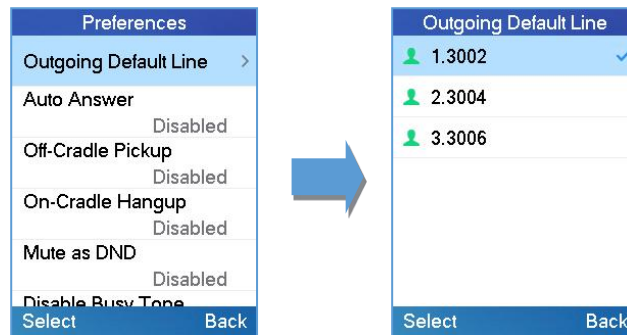 Preferences
Outgoing Default Line >
Auto Answer
Disabled
Off-Cradle Pickup
Disabled
On-Cradle Hangup
Disabled
Mute as DND
Disabled
Disable Busy Tone
Select Back
Outgoing Default Line
1.3002
2.3004
3.3006
Select Back